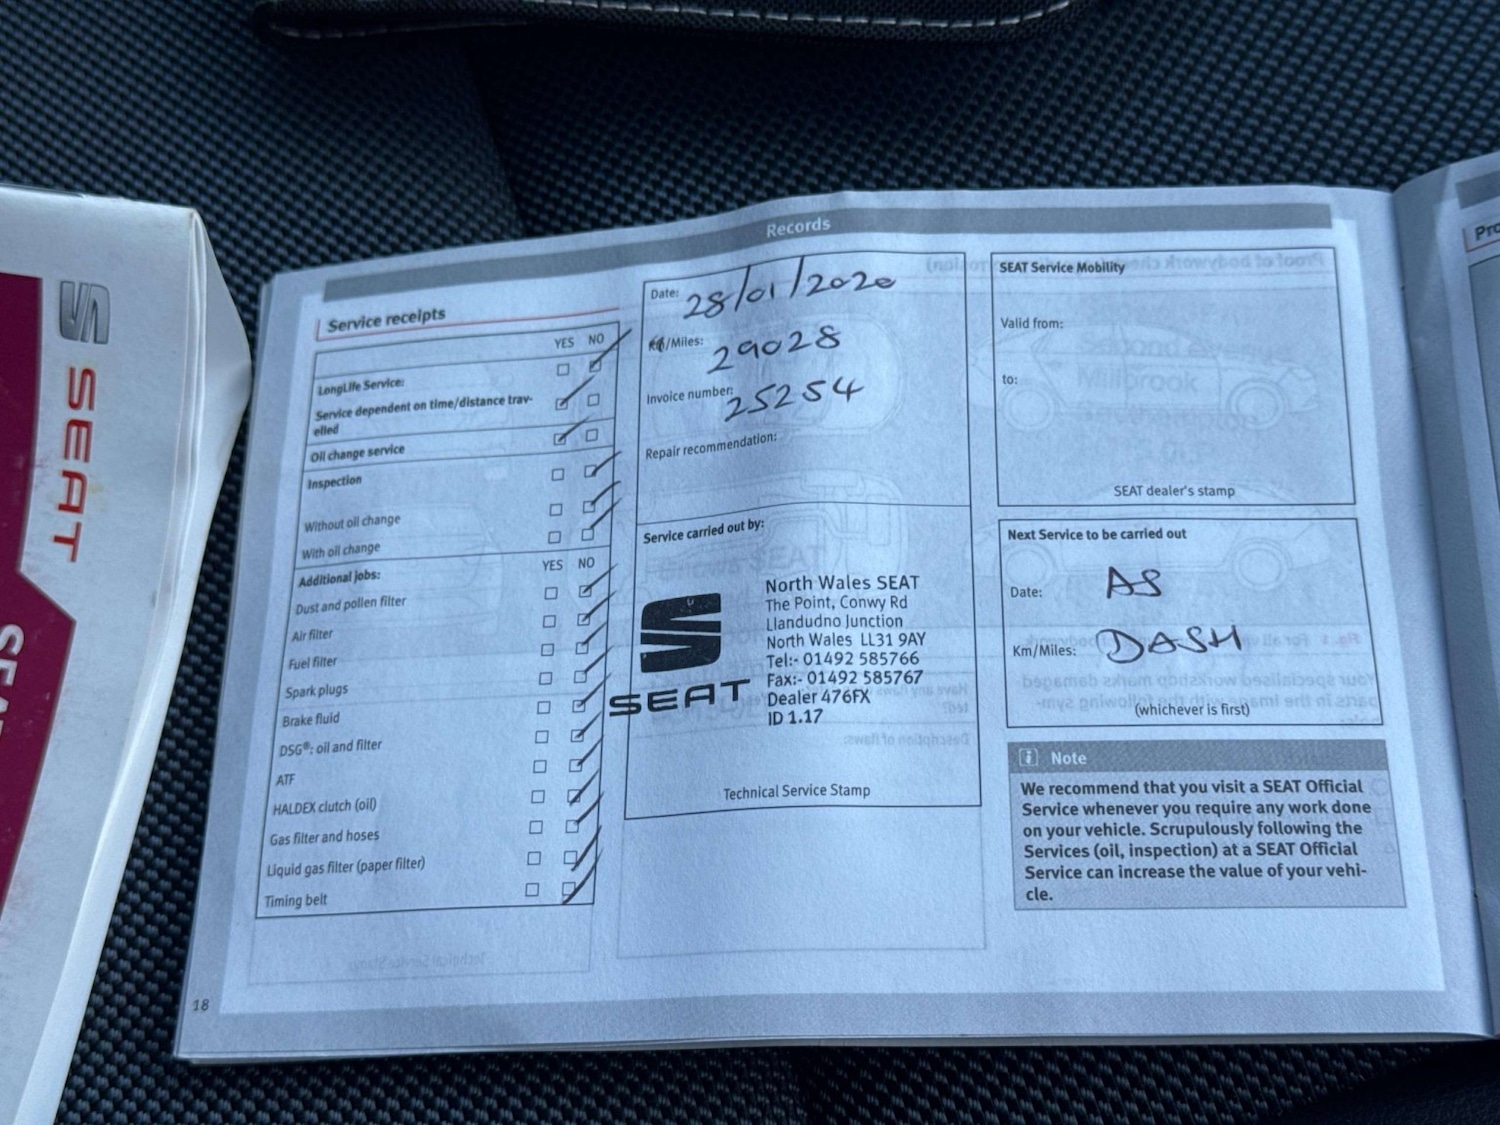 SEAT
Records
Service receipts
YES NO
LongLife Service:
Service dependent on time/distance trav-
elled
Oil change service
Inspection
Without oil change
With oil change
Additional jobs: YES NO
Dust and pollen filter
Air filter
Fuel filter
Spark plugs
Brake fluid
DSG®: oil and filter
ATF
HALDEX clutch (oil)
Gas filter and hoses
Liquid gas filter (paper filter)
Timing belt
18
Date: 28/01/2020
/Miles: 29028
Invoice number: 25254
Repair recommendation:
Service carried out by:
SEAT
North Wales SEAT
The Point, Conwy Rd
Llandudno Junction
North Wales LL31 9AY
Tel:- 01492 585766
Fax:- 01492 585767
Dealer 476FX
ID 1.17
Technical Service Stamp
SEAT Service Mobility
Valid from:
to:
SEAT dealer's stamp
Next Service to be carried out
Date: AS
Km/Miles: DASH
(whichever is first)
i Note
We recommend that you visit a SEAT Official
Service whenever you require any work done
on your vehicle. Scrupulously following the
Services (oil, inspection) at a SEAT Official
Service can increase the value of your vehi-
cle.